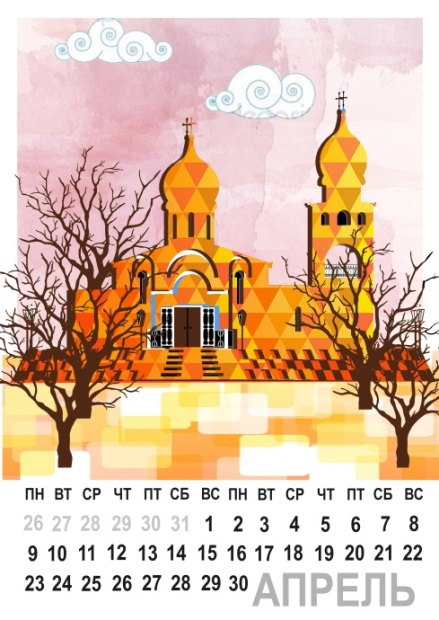 ПН ВТ СР ЧТ ПТ СБ ВС ПН ВТ СР ЧТ ПТ СБ ВС
26 27 28 29 30 31 1 2 3 4 5 6 7 8
9 10 11 12 13 14 15 16 17 18 19 20 21 22
23 24 25 26 27 28 29 30
АПРЕЛЬ